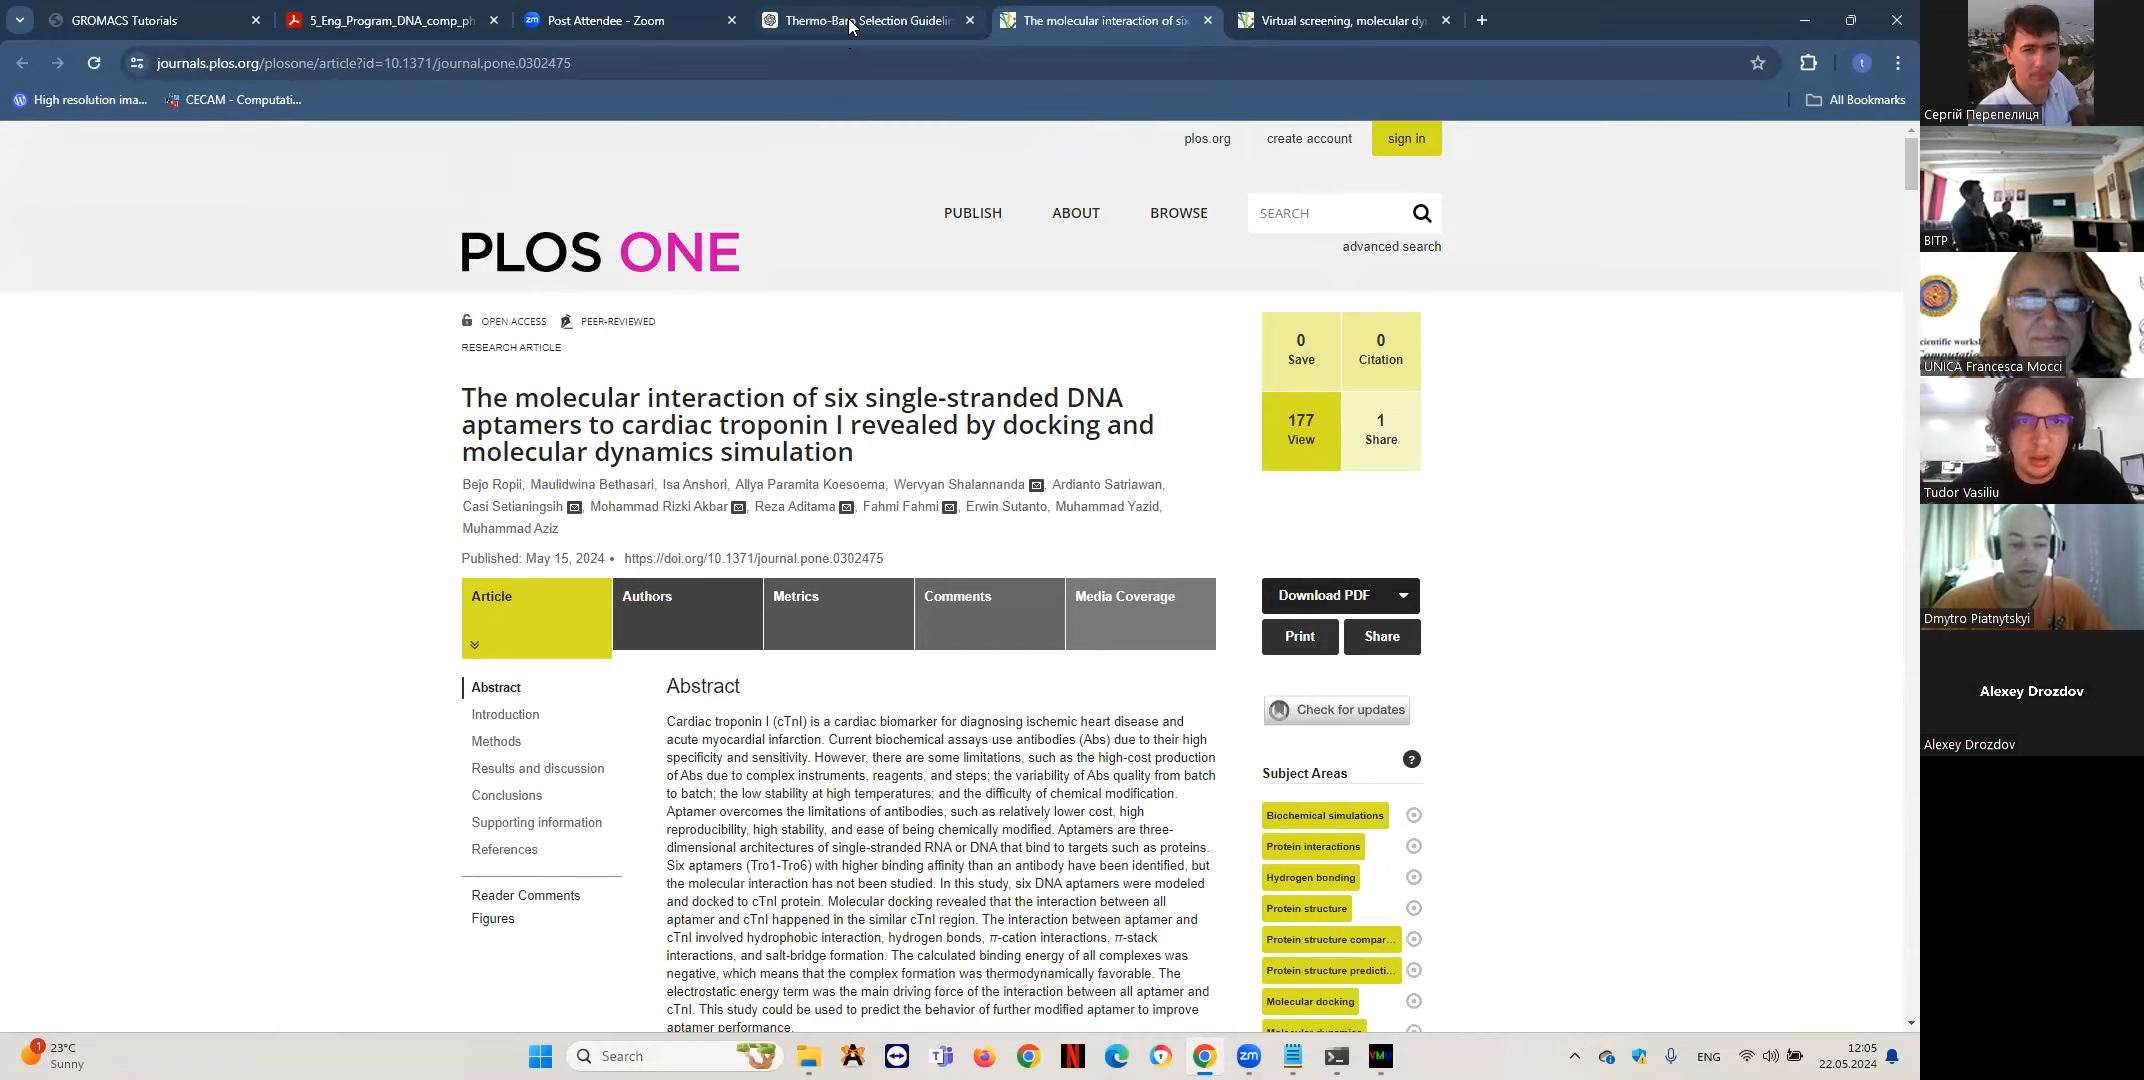 GROMACS Tutorials
5_Eng_Program_DNA_comp_ph
Post Attendee - Zoom
Thermo-Baro Selection Guidelin
The molecular interaction of six
Virtual screening, molecular dy
journals.plos.org/plosone/article?id=10.1371/journal.pone.0302475
High resolution ima...
CECAM - Computati...
All Bookmarks
plos.org
create account
sign in
PUBLISH
ABOUT
BROWSE
SEARCH
advanced search
PLOS ONE
OPEN ACCESS
PEER-REVIEWED
RESEARCH ARTICLE
The molecular interaction of six single-stranded DNA
aptamers to cardiac troponin I revealed by docking and
molecular dynamics simulation
Bejo Ropii, Maulidwina Bethasari, Isa Anshori, Allya Paramita Koesoema, Wervyan Shalannanda, Ardianto Satriawan,
Casi Setianingsih, Mohammad Rizki Akbar, Reza Aditama, Fahmi Fahmi, Erwin Sutanto, Muhammad Yazid,
Muhammad Aziz
Published: May 15, 2024 • https://doi.org/10.1371/journal.pone.0302475
0
Save
0
Citation
177
View
1
Share
Article
Authors
Metrics
Comments
Media Coverage
Download PDF
Print
Share
Check for updates
Abstract
Introduction
Methods
Results and discussion
Conclusions
Supporting information
References
Reader Comments
Figures
Abstract
Cardiac troponin I (cTnI) is a cardiac biomarker for diagnosing ischemic heart disease and
acute myocardial infarction. Current biochemical assays use antibodies (Abs) due to their high
specificity and sensitivity. However, there are some limitations, such as the high-cost production
of Abs due to complex instruments, reagents, and steps; the variability of Abs quality from batch
to batch; the low stability at high temperatures; and the difficulty of chemical modification.
Aptamer overcomes the limitations of antibodies, such as relatively lower cost, high
reproducibility, high stability, and ease of being chemically modified. Aptamers are three-
dimensional architectures of single-stranded RNA or DNA that bind to targets such as proteins.
Six aptamers (Tro1-Tro6) with higher binding affinity than an antibody have been identified, but
the molecular interaction has not been studied. In this study, six DNA aptamers were modeled
and docked to cTnI protein. Molecular docking revealed that the interaction between all
aptamer and cTnI happened in the similar cTnI region. The interaction between aptamer and
cTnI involved hydrophobic interaction, hydrogen bonds, π-cation interactions, π-stack
interactions, and salt-bridge formation. The calculated binding energy of all complexes was
negative, which means that the complex formation was thermodynamically favorable. The
electrostatic energy term was the main driving force of the interaction between all aptamer and
cTnI. This study could be used to predict the behavior of further modified aptamer to improve
aptamer performance.
?
Subject Areas
Biochemical simulations
Protein interactions
Hydrogen bonding
Protein structure
Protein structure compar...
Protein structure predicti...
Molecular docking
Molecular dynamics
Сергій Перепелиця
BITP
UNICA Francesca Mocci
Tudor Vasiliu
Dmytro Piatnytskyi
Alexey Drozdov
Alexey Drozdov
1
23°C
Sunny
Search
zm
VMD
ENG
12:05
22.05.2024